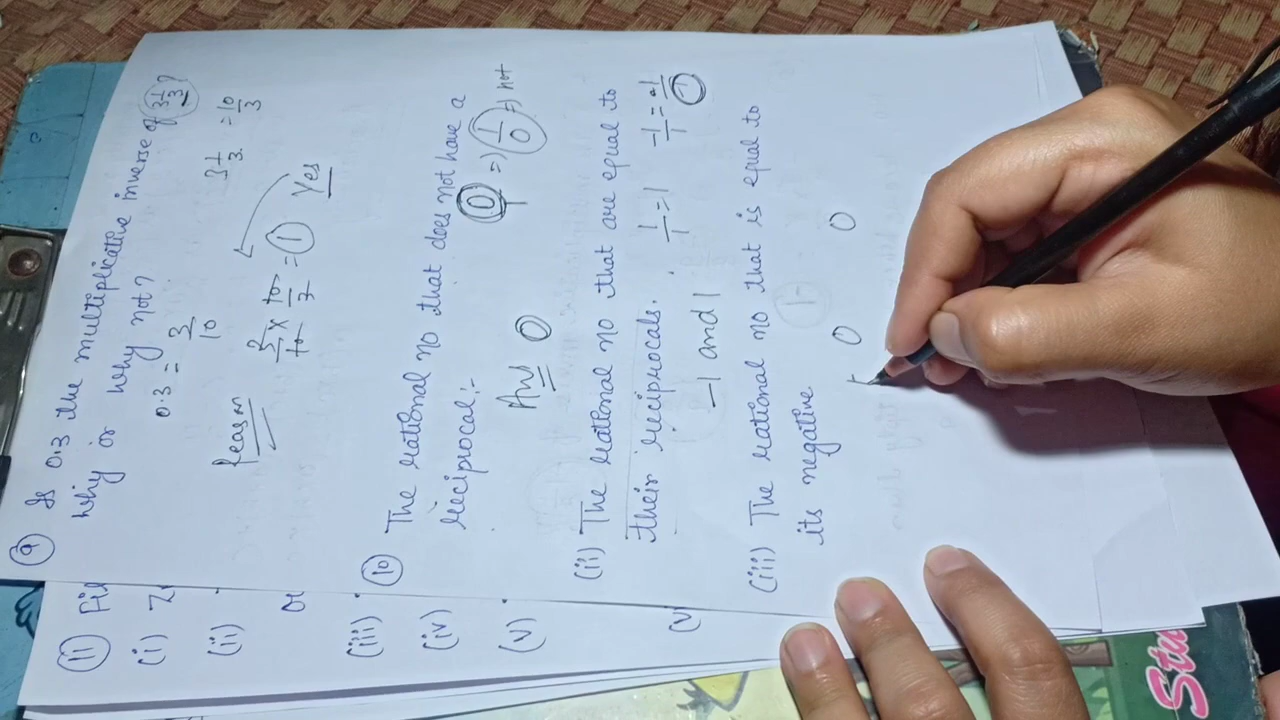 (9) Is 0.3 the multiplicative inverse of 3 1/3?
Why or why not?
0.3 = 3/10
3 1/3 = 10/3
Reason
3/10 × 10/3 = 1
Yes
(10) The rational no that does not have a
reciprocal:-
0/1 => 1/0 => not
Ans 0
(ii) The rational no that are equal to
their reciprocals.
1/1 = 1
-1 and 1
(iii) The rational no that is equal to
its negative
0 0
(11) Fil
(i)
(ii)
(iii)
(iv)
(v)
Stu